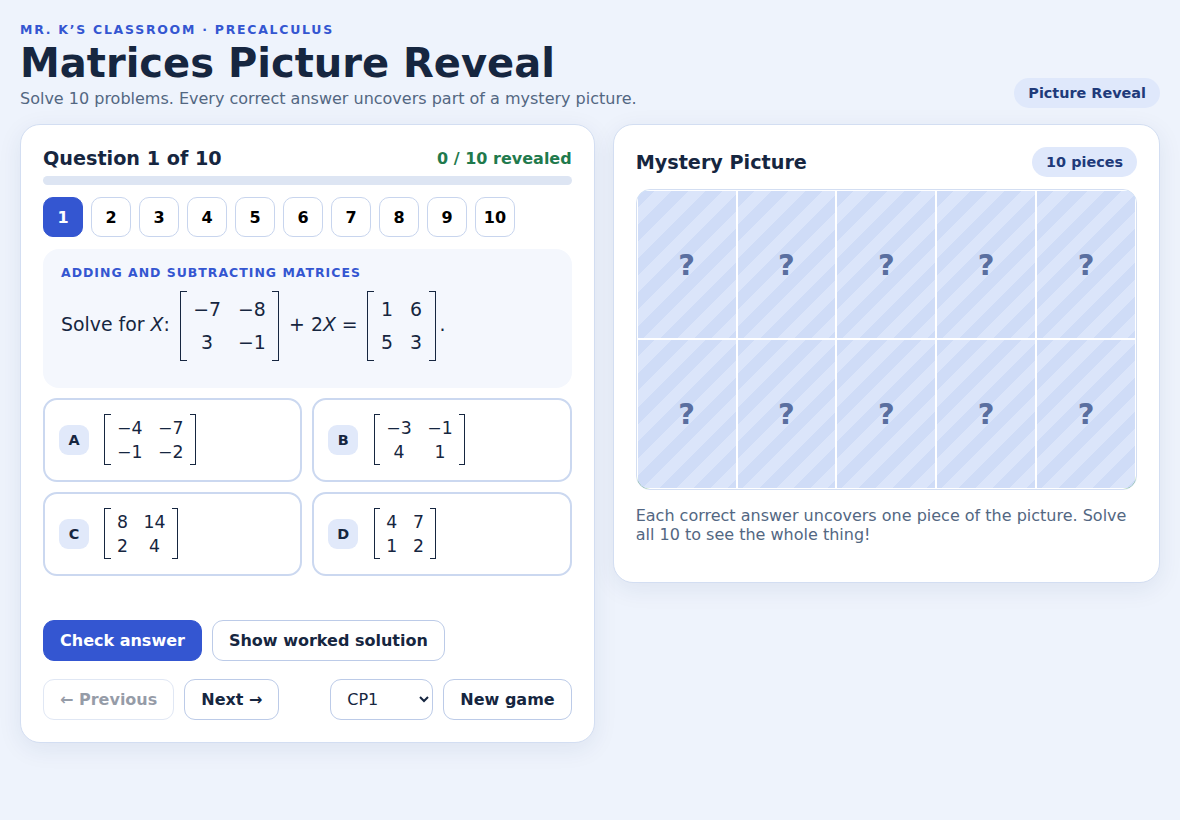 MR. K’S CLASSROOM · PRECALCULUS
Matrices Picture Reveal
Solve 10 problems. Every correct answer uncovers part of a mystery picture.
Picture Reveal
Question 1 of 10
0 / 10 revealed
1 2 3 4 5 6 7 8 9 10
ADDING AND SUBTRACTING MATRICES
−7 −8
1 6
Solve for X: + 2X = .
3 −1
5 3
A
−4 −7
−1 −2
B
−3 −1
4 1
C
8 14
2 4
D
4 7
1 2
Check answer
Show worked solution
← Previous
Next →
CP1
New game
Mystery Picture
10 pieces
? ? ? ? ?
? ? ? ? ?
Each correct answer uncovers one piece of the picture. Solve
all 10 to see the whole thing!